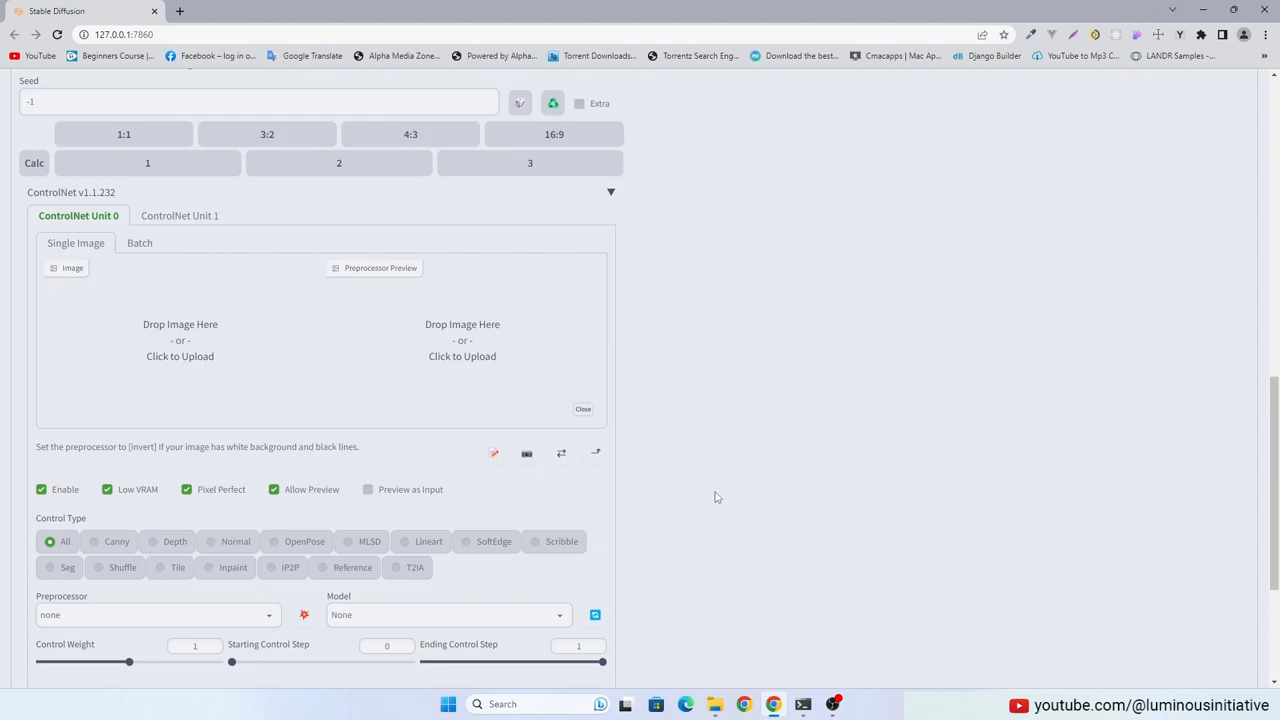 Stable Diffusion
127.0.0.1:7860
YouTube
Beginners Course |...
Facebook – log in o...
Google Translate
Alpha Media Zone...
Powered by Alpha...
Torrent Downloads...
Torrentz Search Eng...
Download the best...
Cmacapps | Mac Ap...
Django Builder
YouTube to Mp3 C...
LANDR Samples -...
Seed
-1
Extra
1:1
3:2
4:3
16:9
Calc
1
2
3
ControlNet v1.1.232
ControlNet Unit 0
ControlNet Unit 1
Single Image
Batch
Image
Preprocessor Preview
Drop Image Here
- or -
Click to Upload
Drop Image Here
- or -
Click to Upload
Close
Set the preprocessor to [invert] If your image has white background and black lines.
Enable
Low VRAM
Pixel Perfect
Allow Preview
Preview as Input
Control Type
All
Canny
Depth
Normal
OpenPose
MLSD
Lineart
SoftEdge
Scribble
Seg
Shuffle
Tile
Inpaint
IP2P
Reference
T2IA
Preprocessor
Model
none
None
Control Weight
1
Starting Control Step
0
Ending Control Step
1
Search
youtube.com/@luminousinitiative